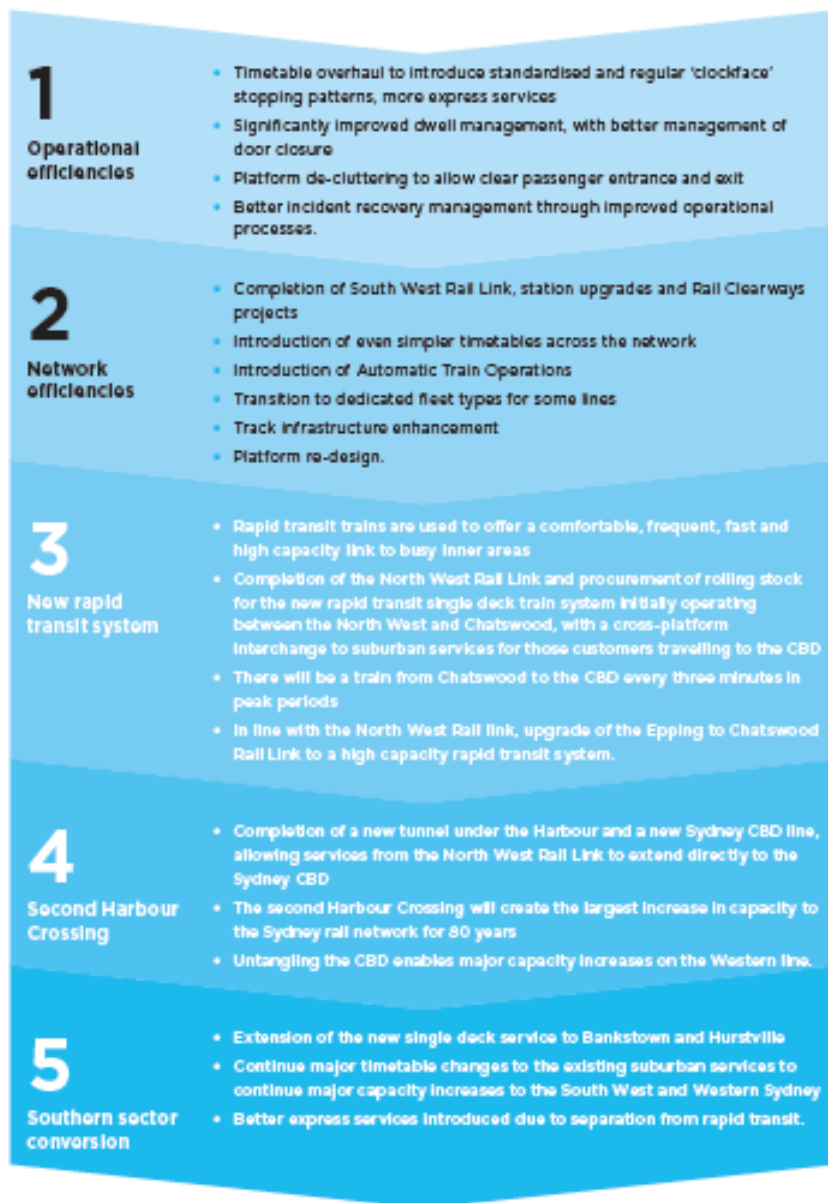 1
Operational
efficiencies
• Timetable overhaul to introduce standardised and regular ‘clockface’
stopping patterns, more express services
• Significantly improved dwell management, with better management of
door closure
• Platform de-cluttering to allow clear passenger entrance and exit
• Better incident recovery management through improved operational
processes.
2
Network
efficiencies
• Completion of South West Rail Link, station upgrades and Rail Clearways
projects
• Introduction of even simpler timetables across the network
• Introduction of Automatic Train Operations
• Transition to dedicated fleet types for some lines
• Track infrastructure enhancement
• Platform re-design.
3
New rapid
transit system
• Rapid transit trains are used to offer a comfortable, frequent, fast and
high capacity link to busy inner areas
• Completion of the North West Rail Link and procurement of rolling stock
for the new rapid transit single deck train system initially operating
between the North West and Chatswood, with a cross-platform
interchange to suburban services for those customers travelling to the CBD
• There will be a train from Chatswood to the CBD every three minutes in
peak periods
• In line with the North West Rail link, upgrade of the Epping to Chatswood
Rail Link to a high capacity rapid transit system.
4
Second Harbour
Crossing
• Completion of a new tunnel under the Harbour and a new Sydney CBD line,
allowing services from the North West Rail Link to extend directly to the
Sydney CBD
• The second Harbour Crossing will create the largest increase in capacity to
the Sydney rail network for 80 years
• Untangling the CBD enables major capacity increases on the Western line.
5
Southern sector
conversion
• Extension of the new single deck service to Bankstown and Hurstville
• Continue major timetable changes to the existing suburban services to
continue major capacity increases to the South West and Western Sydney
• Better express services introduced due to separation from rapid transit.